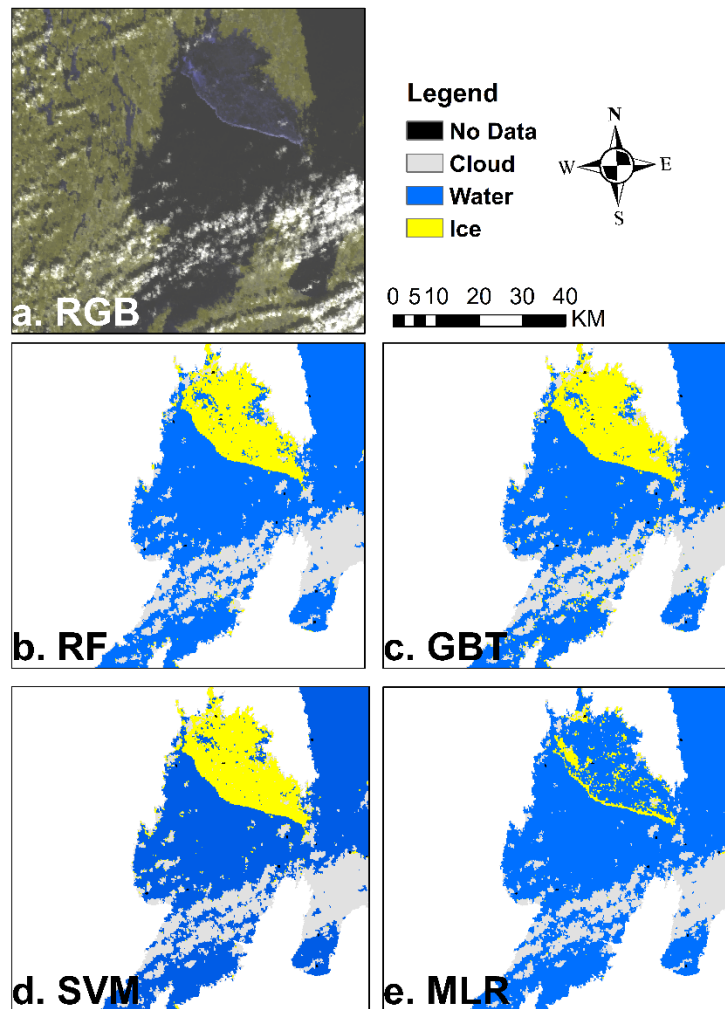 a. RGB
Legend
No Data
Cloud
Water
Ice
N
W E
S
0 5 10 20 30 40
KM
b. RF
c. GBT
d. SVM
e. MLR